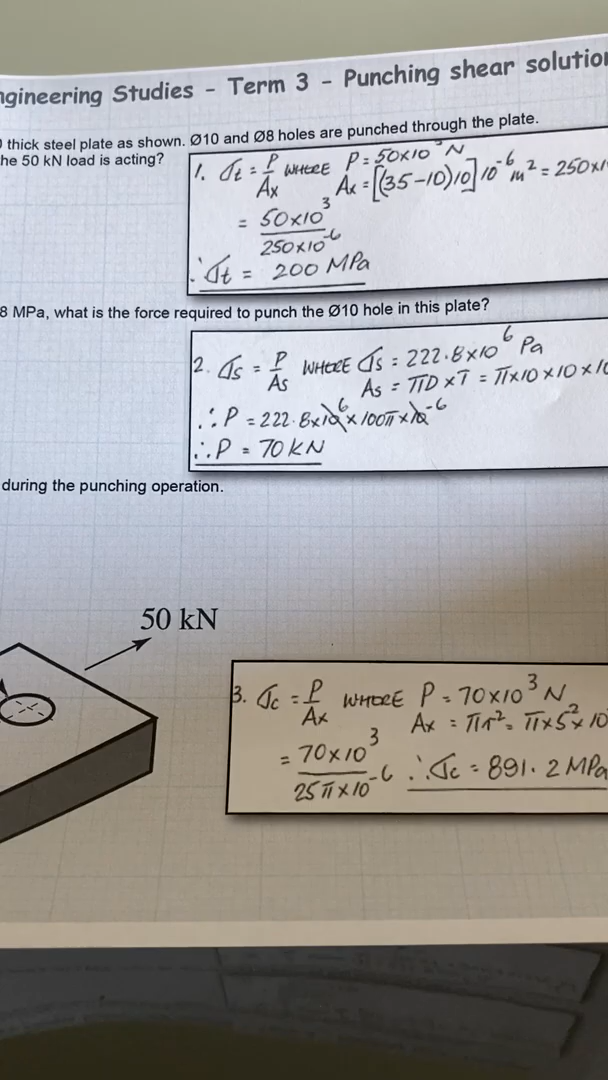 ngineering Studies - Term 3 - Punching shear solution
thick steel plate as shown. Ø10 and Ø8 holes are punched through the plate.
he 50 kN load is acting?
1. σt = P/Ax WHERE P = 50×10³ N
Ax = [(35-10)10] 10⁻⁶ m² = 250×1
= 50×10³ / 250×10⁻⁶
∴ σt = 200 MPa
8 MPa, what is the force required to punch the Ø10 hole in this plate?
2. σs = P/As WHERE σs = 222.8×10⁶ Pa
As = πD×T = π×10×10×10
∴ P = 222.8×10⁶×100π×10⁻⁶
∴ P = 70 KN
during the punching operation.
50 kN
3. σc = P/Ax WHERE P = 70×10³ N
Ax = πr² = π×5²×10
= 70×10³ / 25π×10⁻⁶ ∴ σc = 891.2 MPa